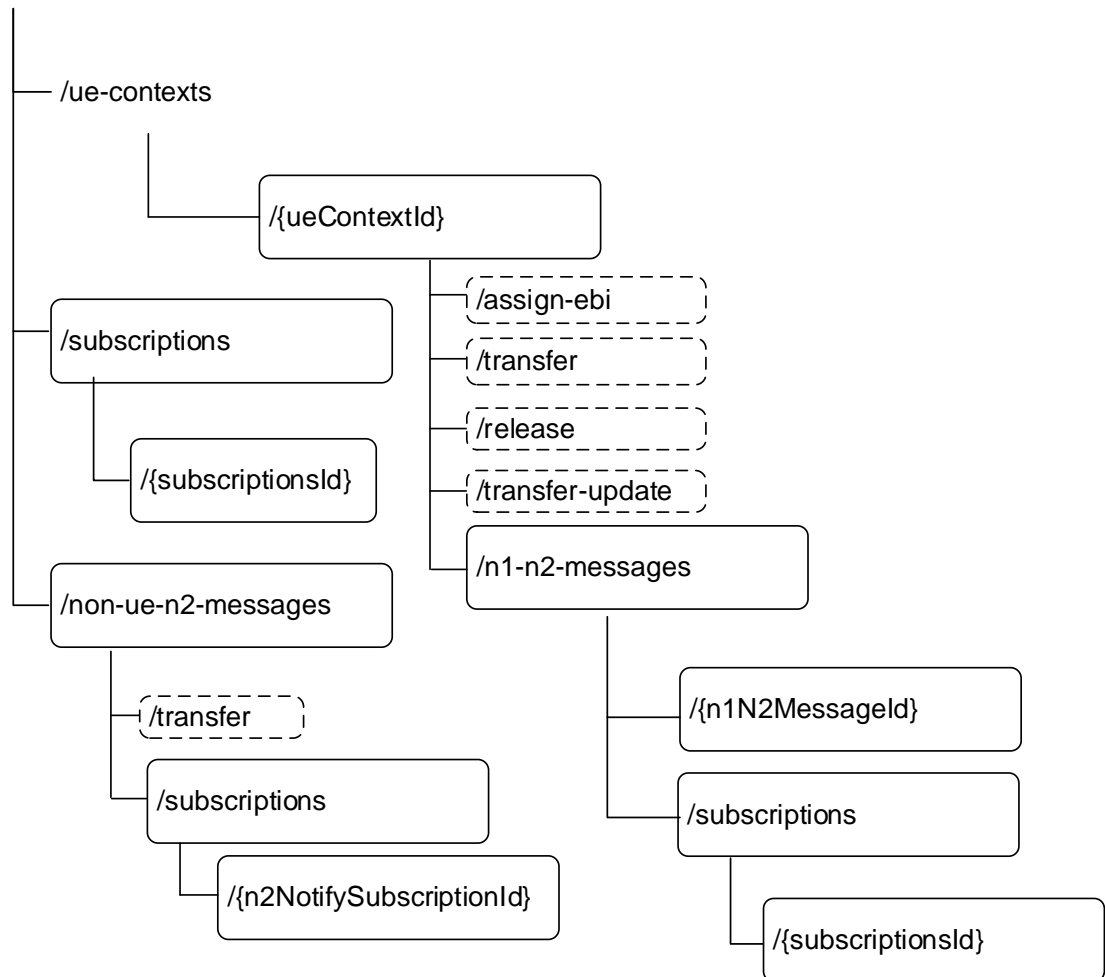 /ue-contexts
/{ueContextId}
/assign-ebi
/transfer
/release
/transfer-update
/n1-n2-messages
/{n1N2MessageId}
/subscriptions
/{subscriptionsId}
/subscriptions
/{subscriptionsId}
/non-ue-n2-messages
/transfer
/subscriptions
/{n2NotifySubscriptionId}